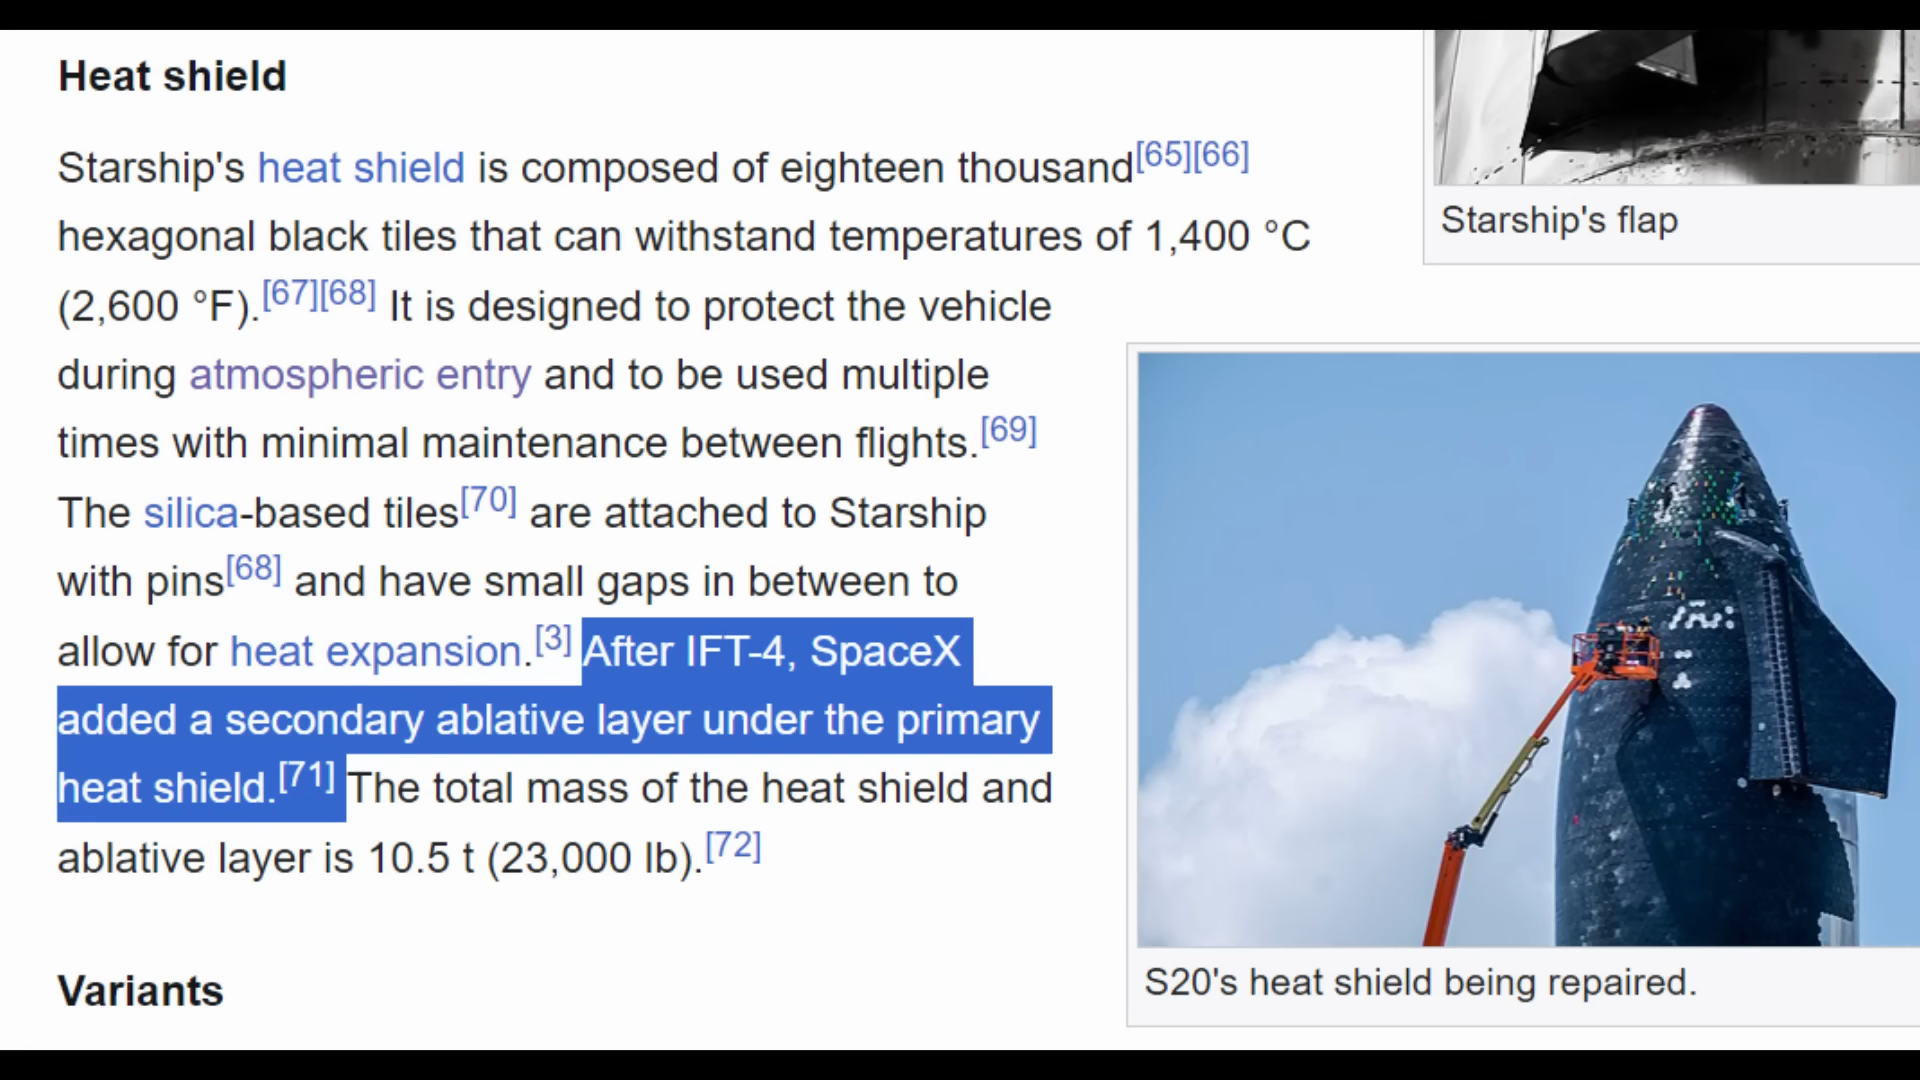 Heat shield
Starship's heat shield is composed of eighteen thousand[65][66]
hexagonal black tiles that can withstand temperatures of 1,400 °C
(2,600 °F).[67][68] It is designed to protect the vehicle
during atmospheric entry and to be used multiple
times with minimal maintenance between flights.[69]
The silica-based tiles[70] are attached to Starship
with pins[68] and have small gaps in between to
allow for heat expansion.[3] After IFT-4, SpaceX
added a secondary ablative layer under the primary
heat shield.[71] The total mass of the heat shield and
ablative layer is 10.5 t (23,000 lb).[72]
Variants
Starship's flap
S20's heat shield being repaired.